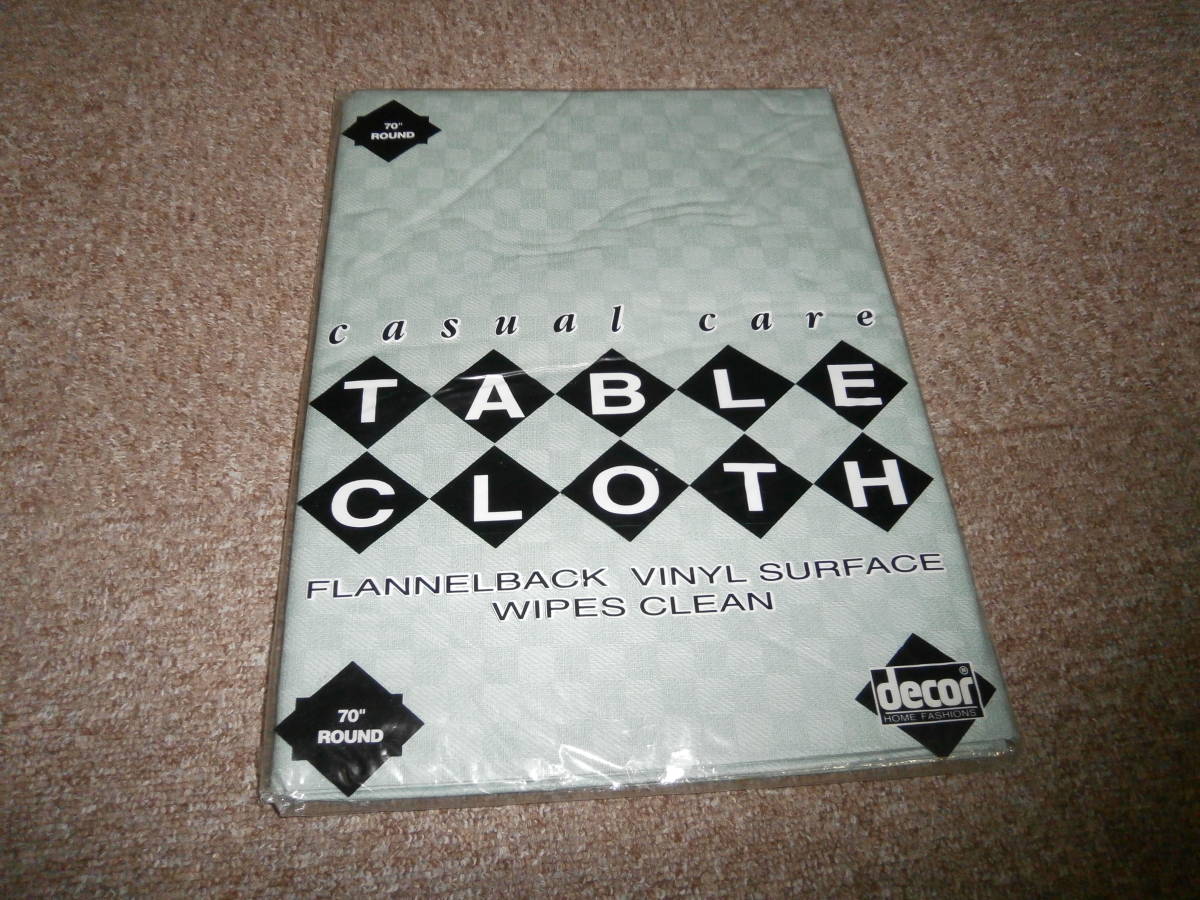 70"
ROUND
casual care
TABLE
CLOTH
FLANNELBACK VINYL SURFACE
WIPES CLEAN
70"
ROUND
decor®
HOME FASHIONS